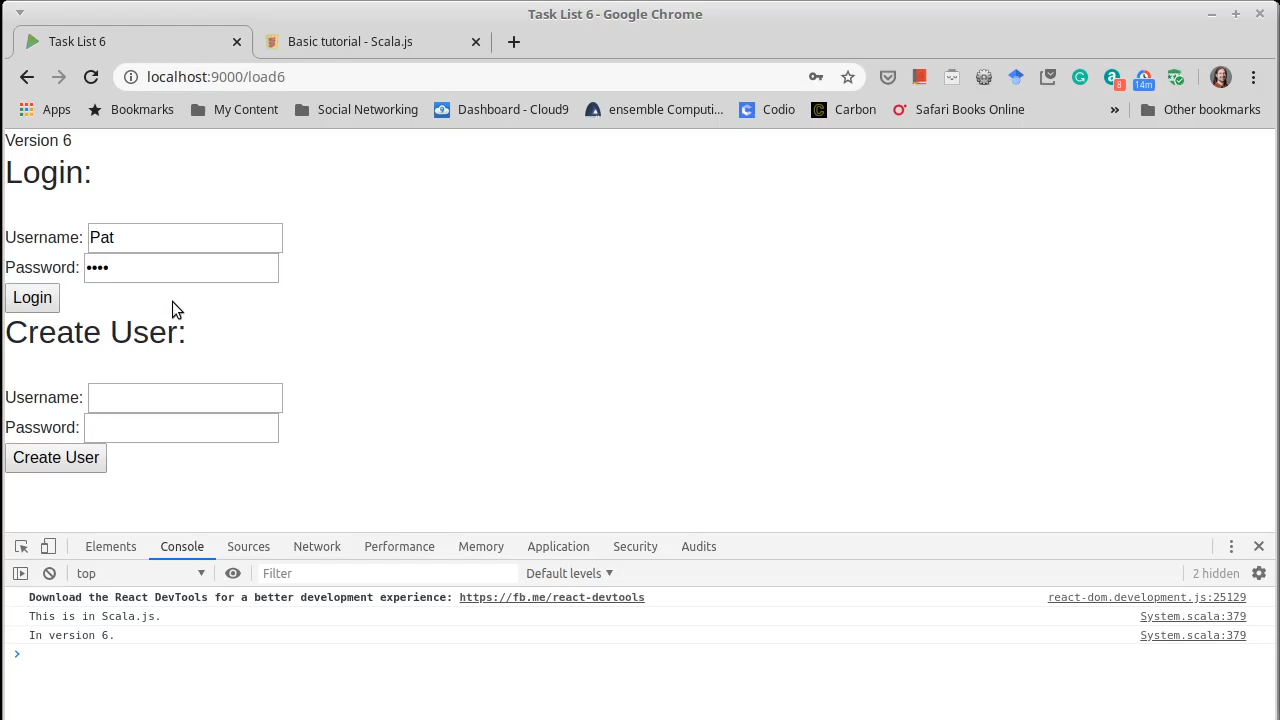 Task List 6 - Google Chrome
Task List 6
Basic tutorial - Scala.js
localhost:9000/load6
8
14m
Apps
Bookmarks
My Content
Social Networking
Dashboard - Cloud9
ensemble Computi...
Codio
Carbon
Safari Books Online
»
Other bookmarks
Version 6
Login:
Username: Pat
Password: ••••
Login
Create User:
Username:
Password:
Create User
Elements Console Sources Network Performance Memory Application Security Audits
top Filter Default levels 2 hidden
Download the React DevTools for a better development experience: https://fb.me/react-devtools react-dom.development.js:25129
This is in Scala.js. System.scala:379
In version 6. System.scala:379